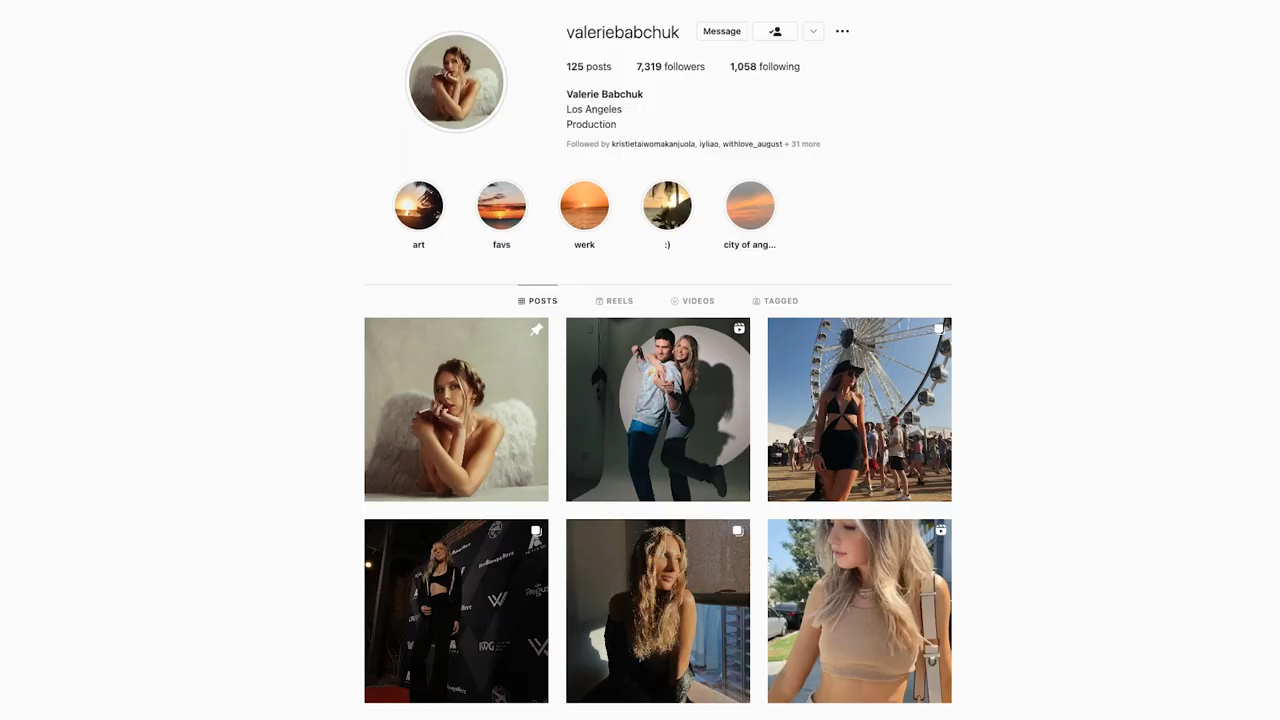 valeriebabchuk Message
125 posts 7,319 followers 1,058 following
Valerie Babchuk
Los Angeles
Production
Followed by kristietaiwomakanjuola, iyliao, withlove_august + 31 more
art favs werk :) city of ang...
POSTS REELS VIDEOS TAGGED